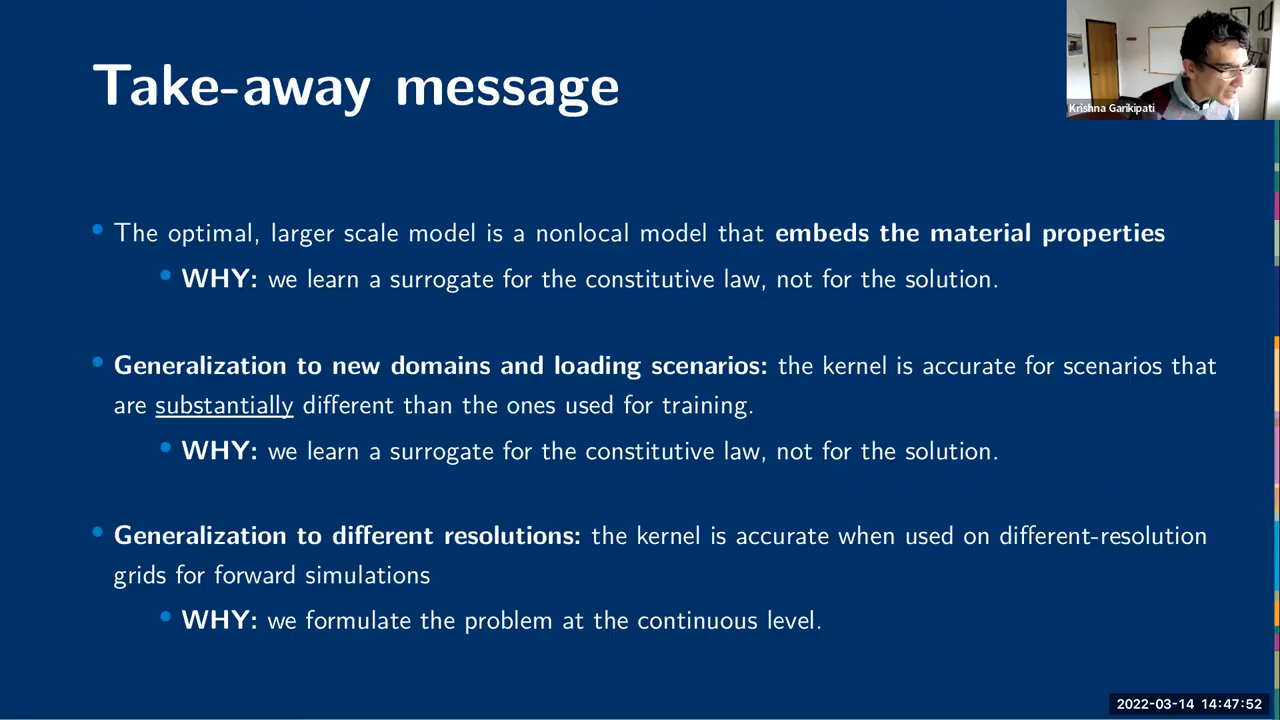 Take-away message
Krishna Garikipati
The optimal, larger scale model is a nonlocal model that embeds the material properties
WHY: we learn a surrogate for the constitutive law, not for the solution.
Generalization to new domains and loading scenarios: the kernel is accurate for scenarios that
are substantially different than the ones used for training.
WHY: we learn a surrogate for the constitutive law, not for the solution.
Generalization to different resolutions: the kernel is accurate when used on different-resolution
grids for forward simulations
WHY: we formulate the problem at the continuous level.
2022-03-14 14:47:52